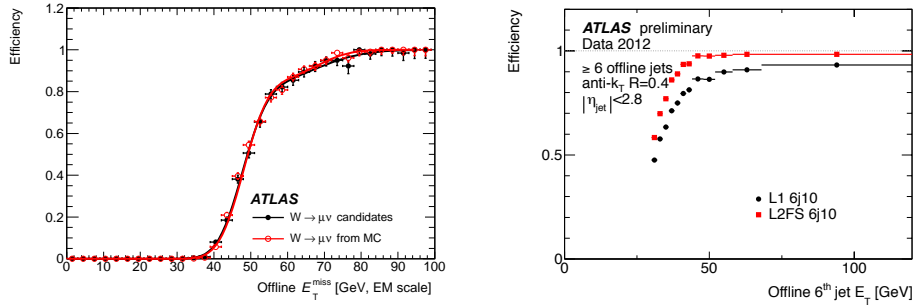 Efficiency
1.2
1.0
0.8
0.6
0.4
0.2
0.0
ATLAS
W→μν candidates
W→μν from MC
0 10 20 30 40 50 60 70 80 90 100
Offline E_T^miss [GeV, EM scale]
Efficiency
1
0.5
0
ATLAS preliminary
Data 2012
≥ 6 offline jets
anti-k_T R=0.4
|η_jet|<2.8
L1 6j10
L2FS 6j10
0 50 100
Offline 6th jet E_T [GeV]